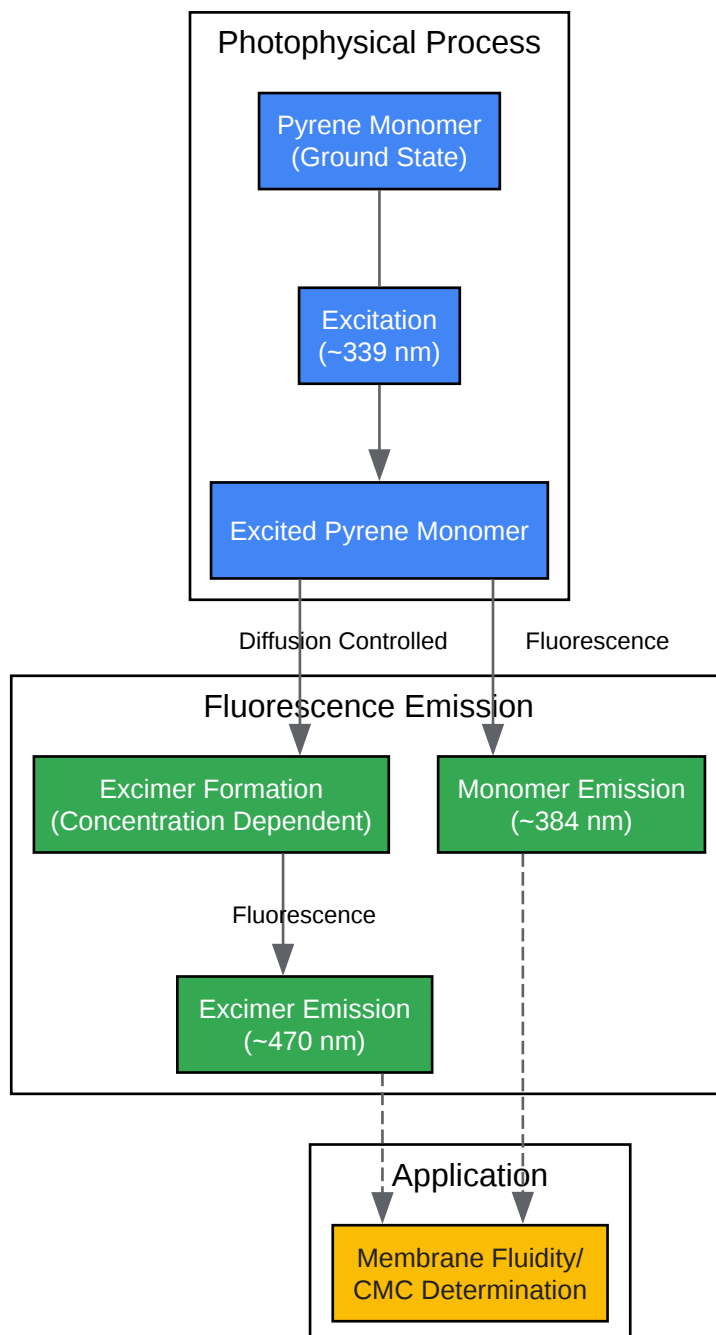 Photophysical Process
Pyrene Monomer
(Ground State)
Excitation
(~339 nm)
Excited Pyrene Monomer
Diffusion Controlled
Fluorescence
Fluorescence Emission
Excimer Formation
(Concentration Dependent)
Monomer Emission
(~384 nm)
Fluorescence
Excimer Emission
(~470 nm)
Application
Membrane Fluidity/
CMC Determination